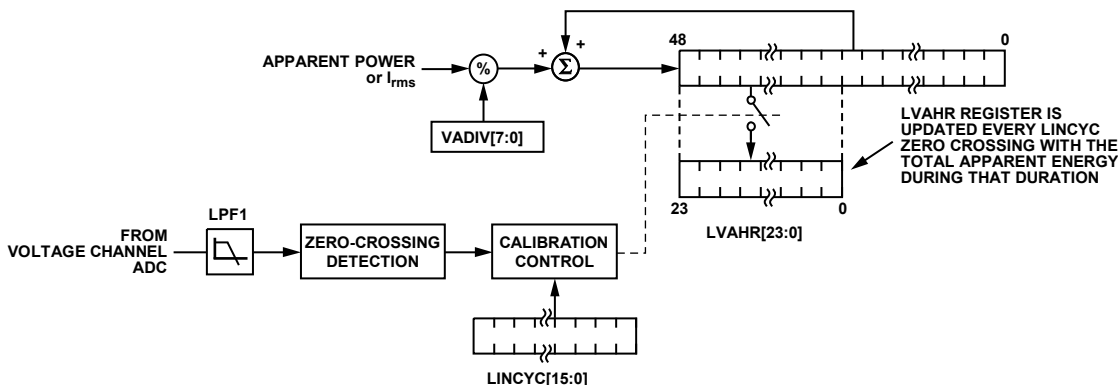 48
0
APPARENT POWER
or Irms
%
+
+
Σ
VADIV[7:0]
LVAHR REGISTER IS
UPDATED EVERY LINCYC
ZERO CROSSING WITH THE
TOTAL APPARENT ENERGY
DURING THAT DURATION
23
0
LVAHR[23:0]
LPF1
FROM
VOLTAGE CHANNEL
ADC
ZERO-CROSSING
DETECTION
CALIBRATION
CONTROL
LINCYC[15:0]